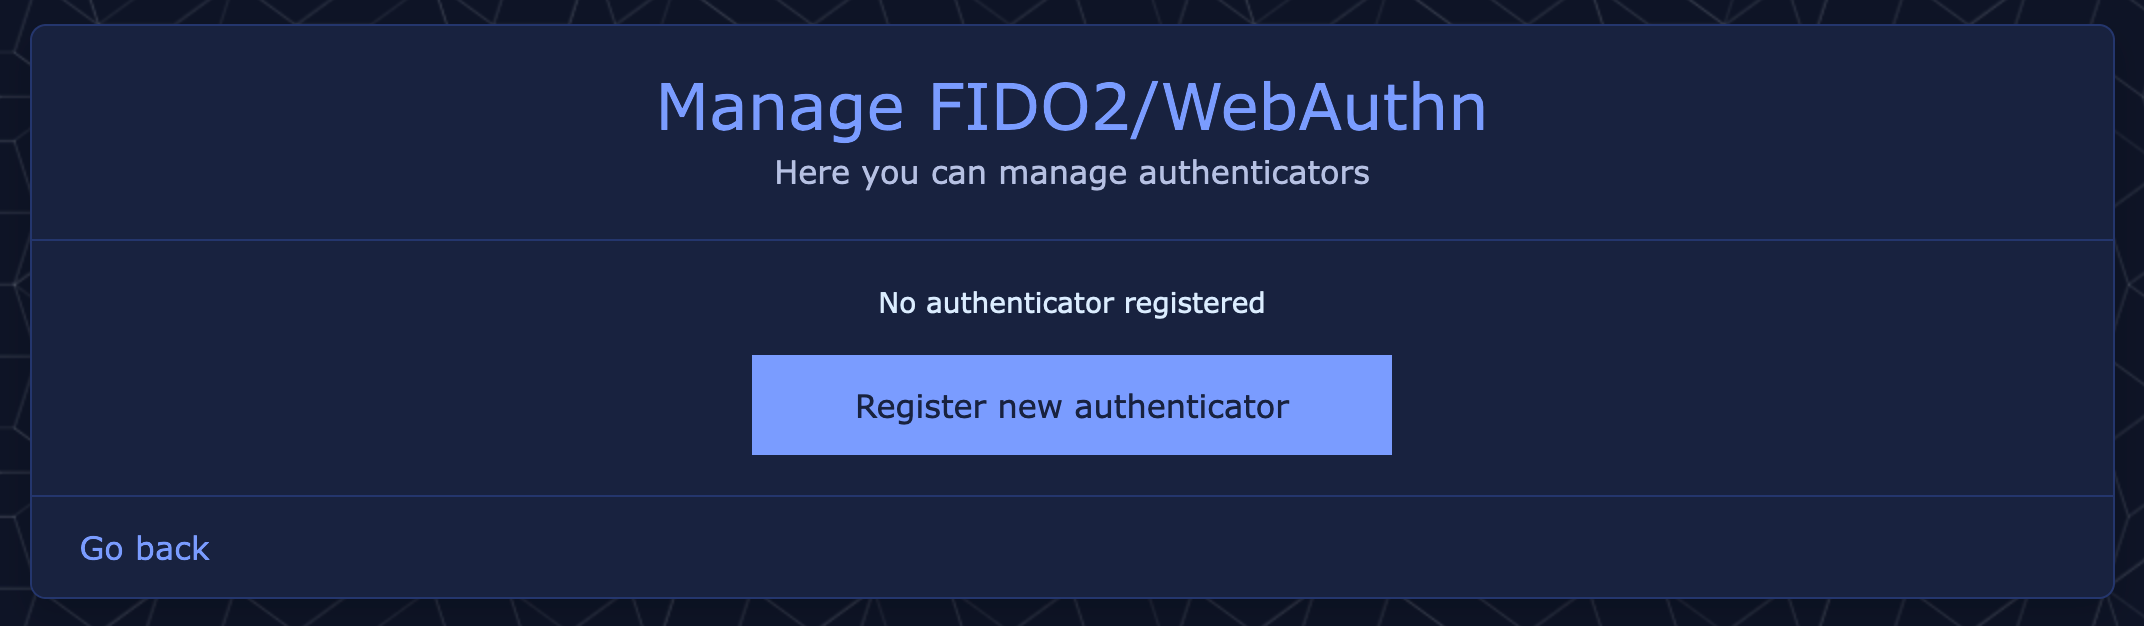 Manage FIDO2/WebAuthn
Here you can manage authenticators
No authenticator registered
Register new authenticator
Go back